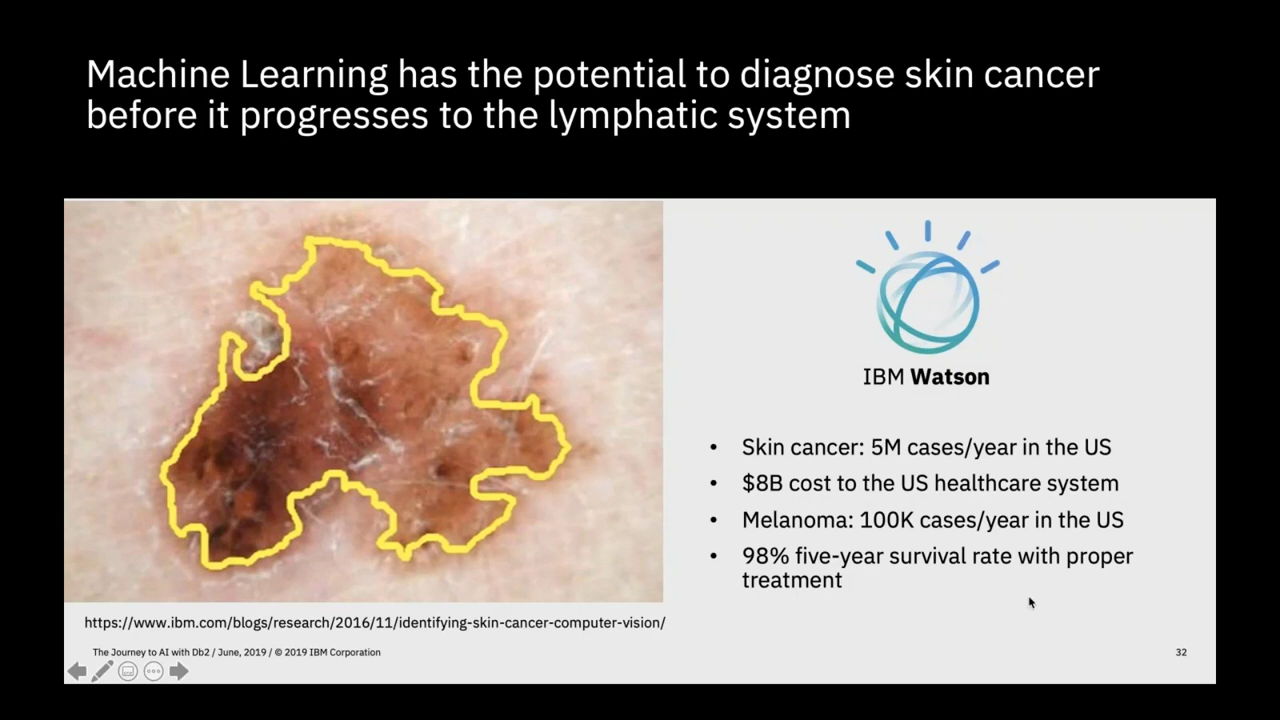 Machine Learning has the potential to diagnose skin cancer
before it progresses to the lymphatic system
IBM Watson
• Skin cancer: 5M cases/year in the US
• $8B cost to the US healthcare system
• Melanoma: 100K cases/year in the US
• 98% five-year survival rate with proper
treatment
https://www.ibm.com/blogs/research/2016/11/identifying-skin-cancer-computer-vision/
The Journey to AI with Db2 / June, 2019 / © 2019 IBM Corporation
32